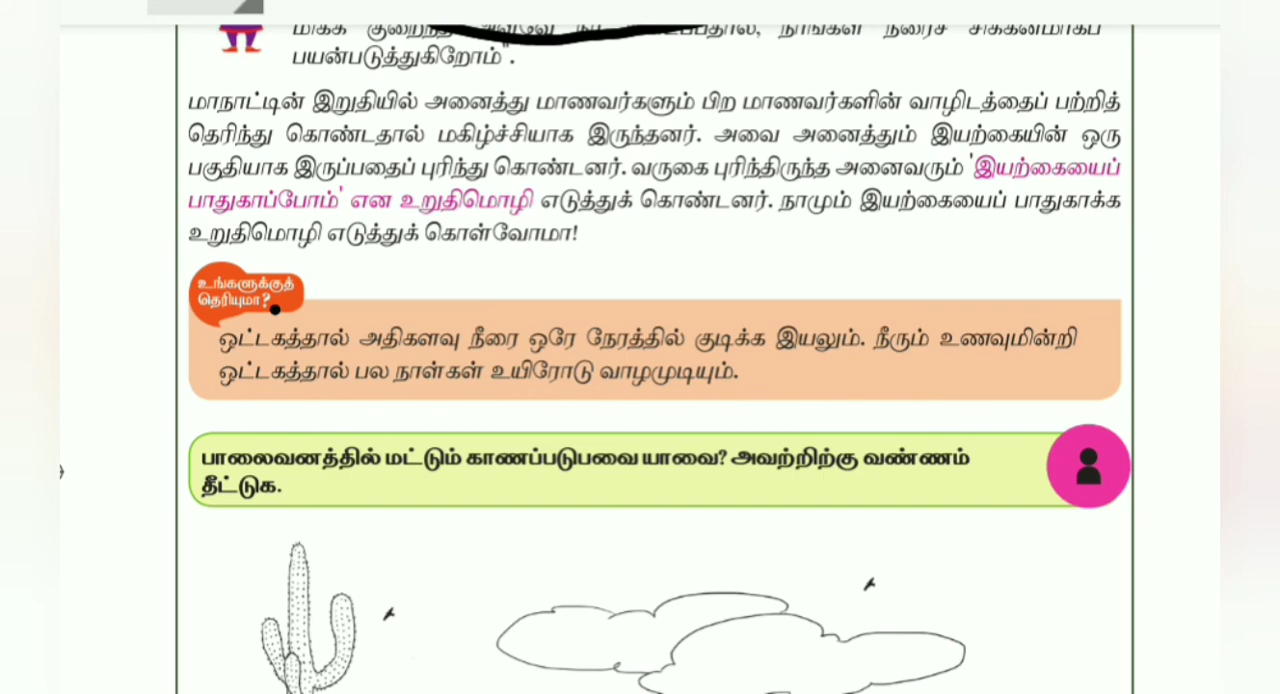 பயன்படுத்துகிறோம்".
மாநாட்டின் இறுதியில் அனைத்து மாணவர்களும் பிற மாணவர்களின் வாழிடத்தைப் பற்றித்
தெரிந்து கொண்டதால் மகிழ்ச்சியாக இருந்தனர். அவை அனைத்தும் இயற்கையின் ஒரு
பகுதியாக இருப்பதைப் புரிந்து கொண்டனர். வருகை புரிந்திருந்த அனைவரும் 'இயற்கையைப்
பாதுகாப்போம்' என உறுதிமொழி எடுத்துக் கொண்டனர். நாமும் இயற்கையைப் பாதுகாக்க
உறுதிமொழி எடுத்துக் கொள்வோமா!
உங்களுக்குத்
தெரியுமா?
ஒட்டகத்தால் அதிகளவு நீரை ஒரே நேரத்தில் குடிக்க இயலும். நீரும் உணவுமின்றி
ஒட்டகத்தால் பல நாள்கள் உயிரோடு வாழமுடியும்.
பாலைவனத்தில் மட்டும் காணப்படுபவை யாவை? அவற்றிற்கு வண்ணம்
தீட்டுக.